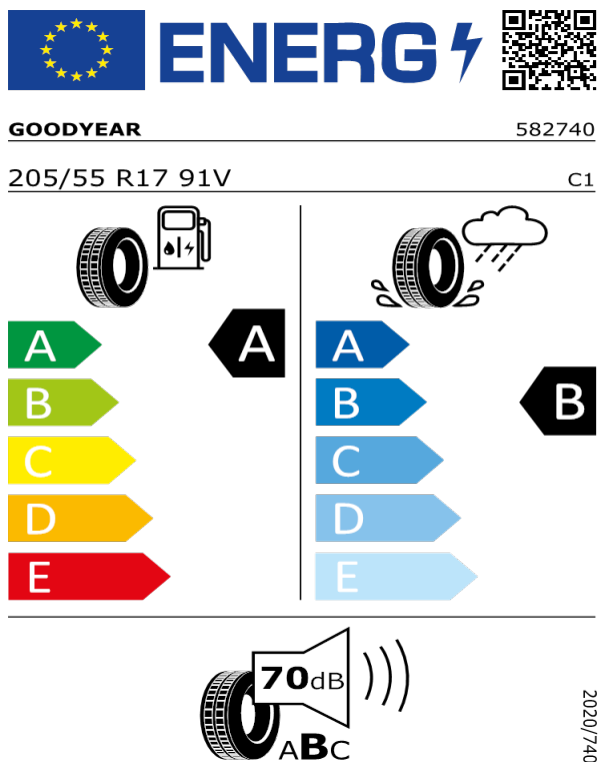 ENERG
GOODYEAR 582740
205/55 R17 91V C1
A A
B
C
D
E
A
B B
C
D
E
70dB
ABC
2020/740